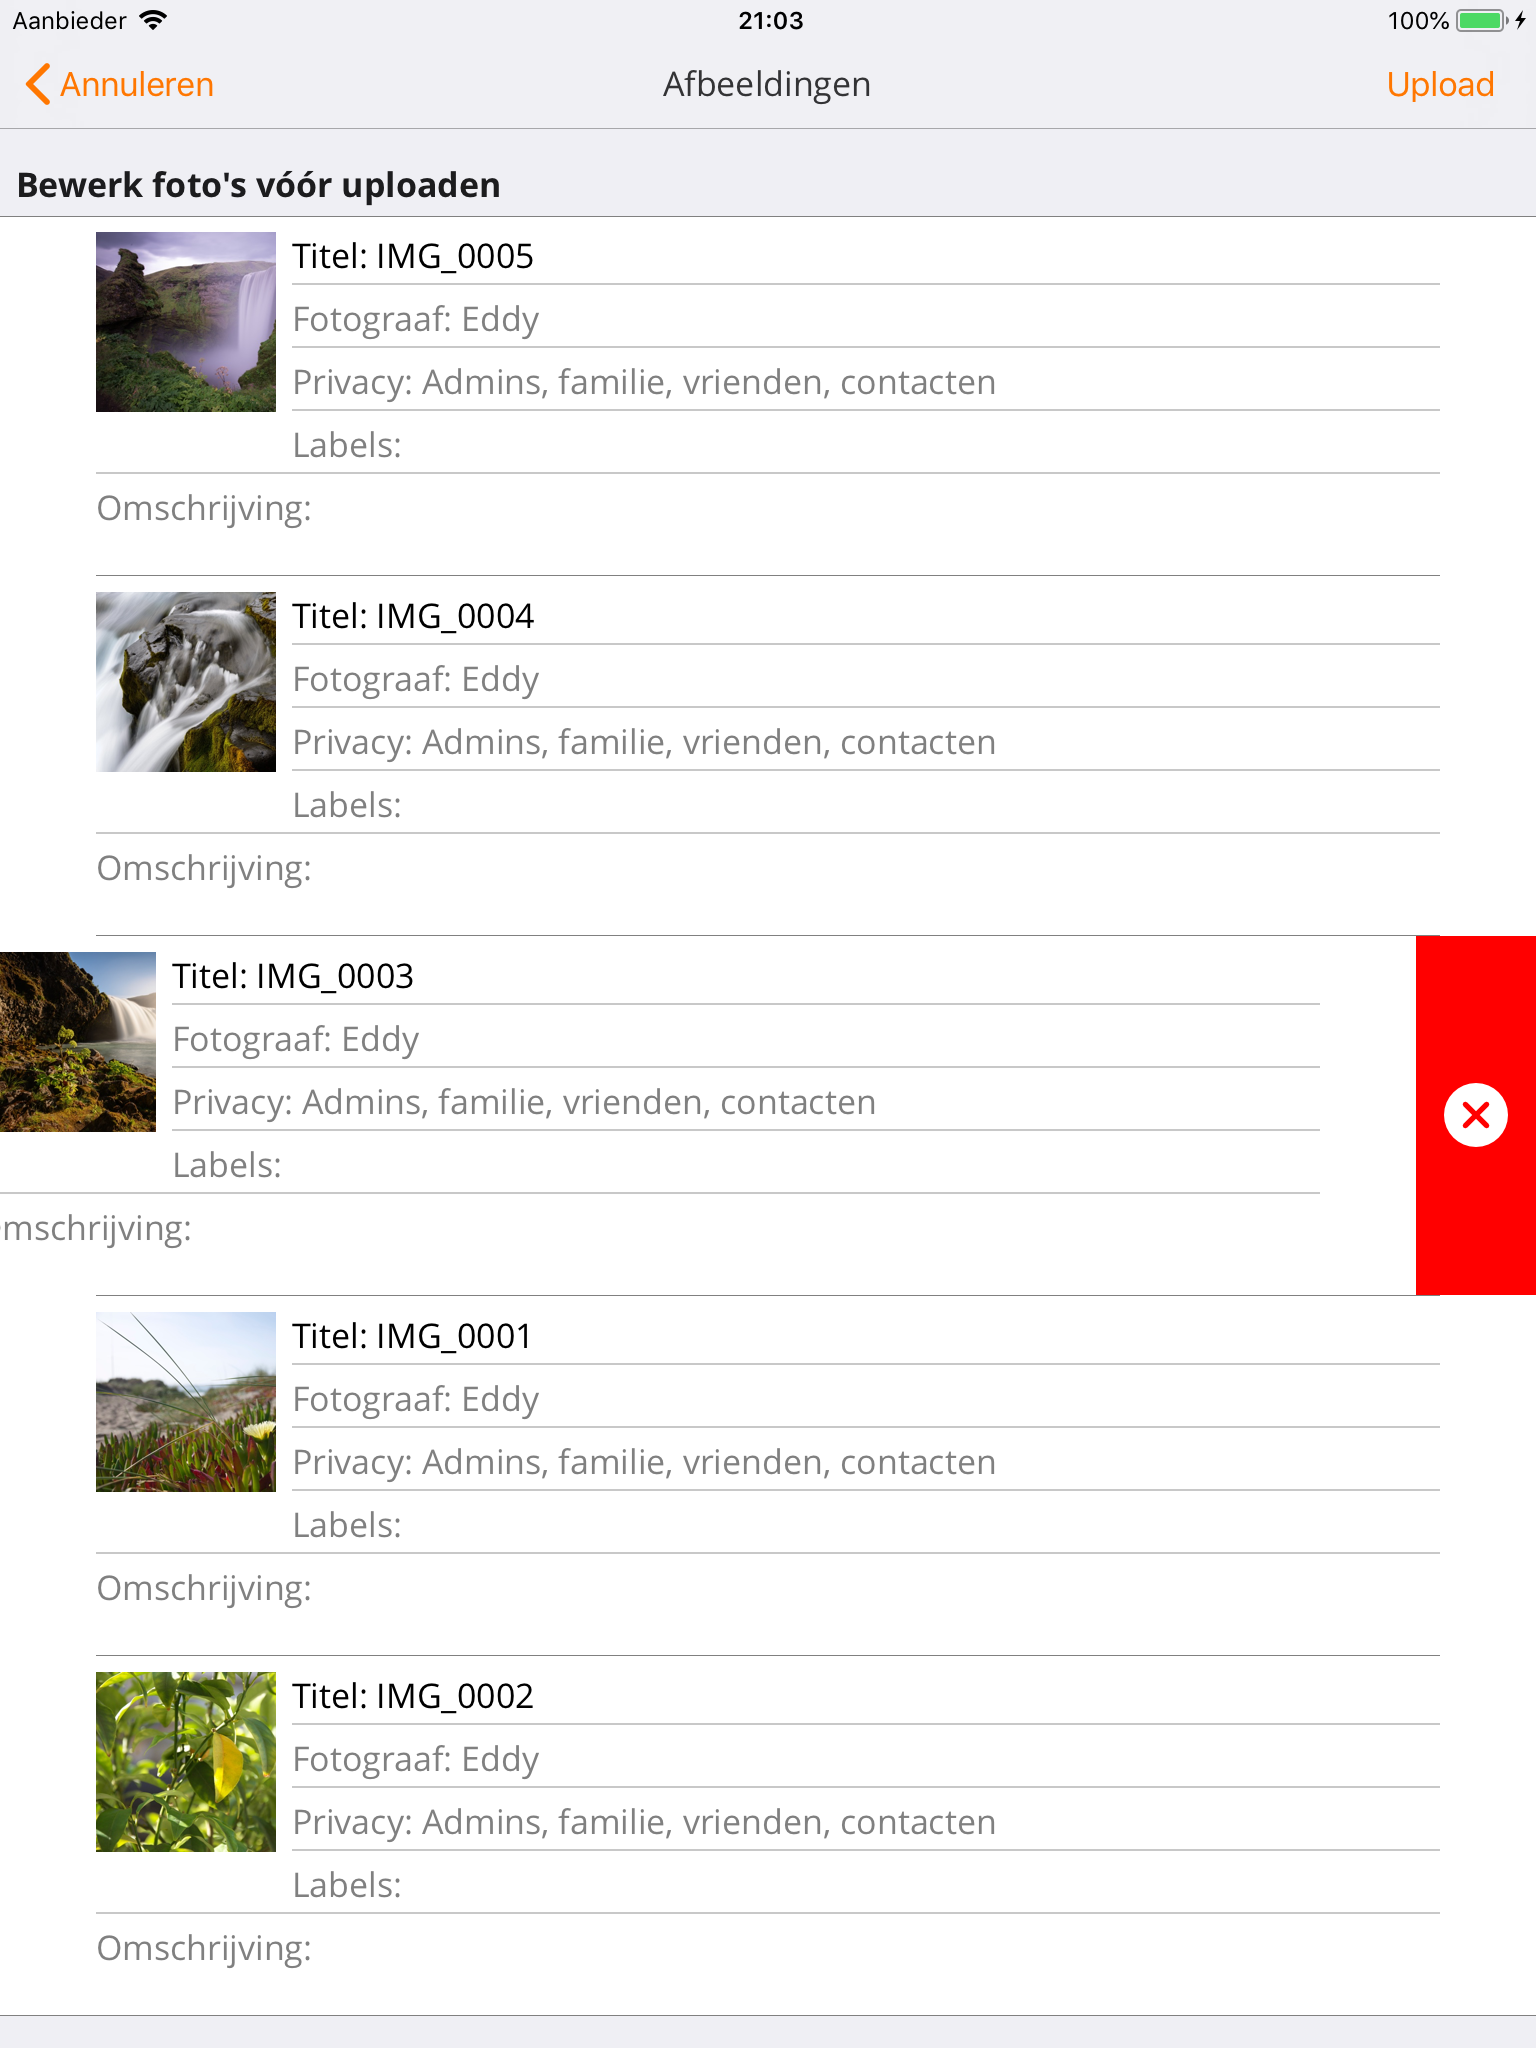 Aanbieder 21:03 100%
Annuleren Afbeeldingen Upload
Bewerk foto's vóór uploaden
Titel: IMG_0005
Fotograaf: Eddy
Privacy: Admins, familie, vrienden, contacten
Labels:
Omschrijving:
Titel: IMG_0004
Fotograaf: Eddy
Privacy: Admins, familie, vrienden, contacten
Labels:
Omschrijving:
Titel: IMG_0003
Fotograaf: Eddy
Privacy: Admins, familie, vrienden, contacten
Labels:
mschrijving:
Titel: IMG_0001
Fotograaf: Eddy
Privacy: Admins, familie, vrienden, contacten
Labels:
Omschrijving:
Titel: IMG_0002
Fotograaf: Eddy
Privacy: Admins, familie, vrienden, contacten
Labels:
Omschrijving: